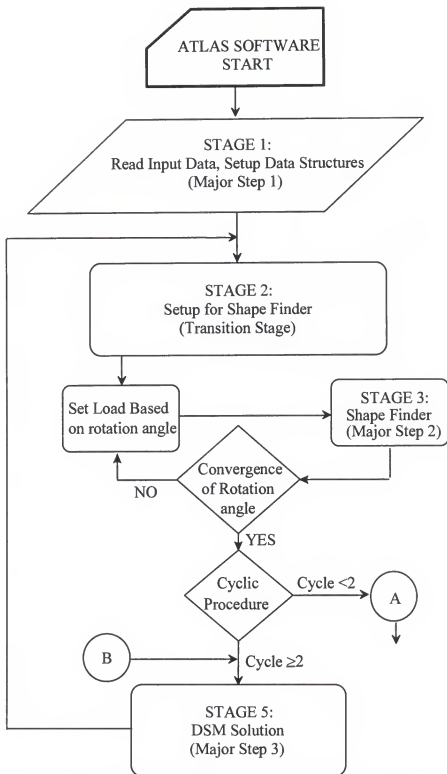 ATLAS SOFTWARE
START
STAGE 1:
Read Input Data, Setup Data Structures
(Major Step 1)
STAGE 2:
Setup for Shape Finder
(Transition Stage)
Set Load Based
on rotation angle
STAGE 3:
Shape Finder
(Major Step 2)
Convergence
of Rotation
angle
NO
YES
Cyclic
Procedure
Cycle <2
A
B
Cycle ≥2
STAGE 5:
DSM Solution
(Major Step 3)